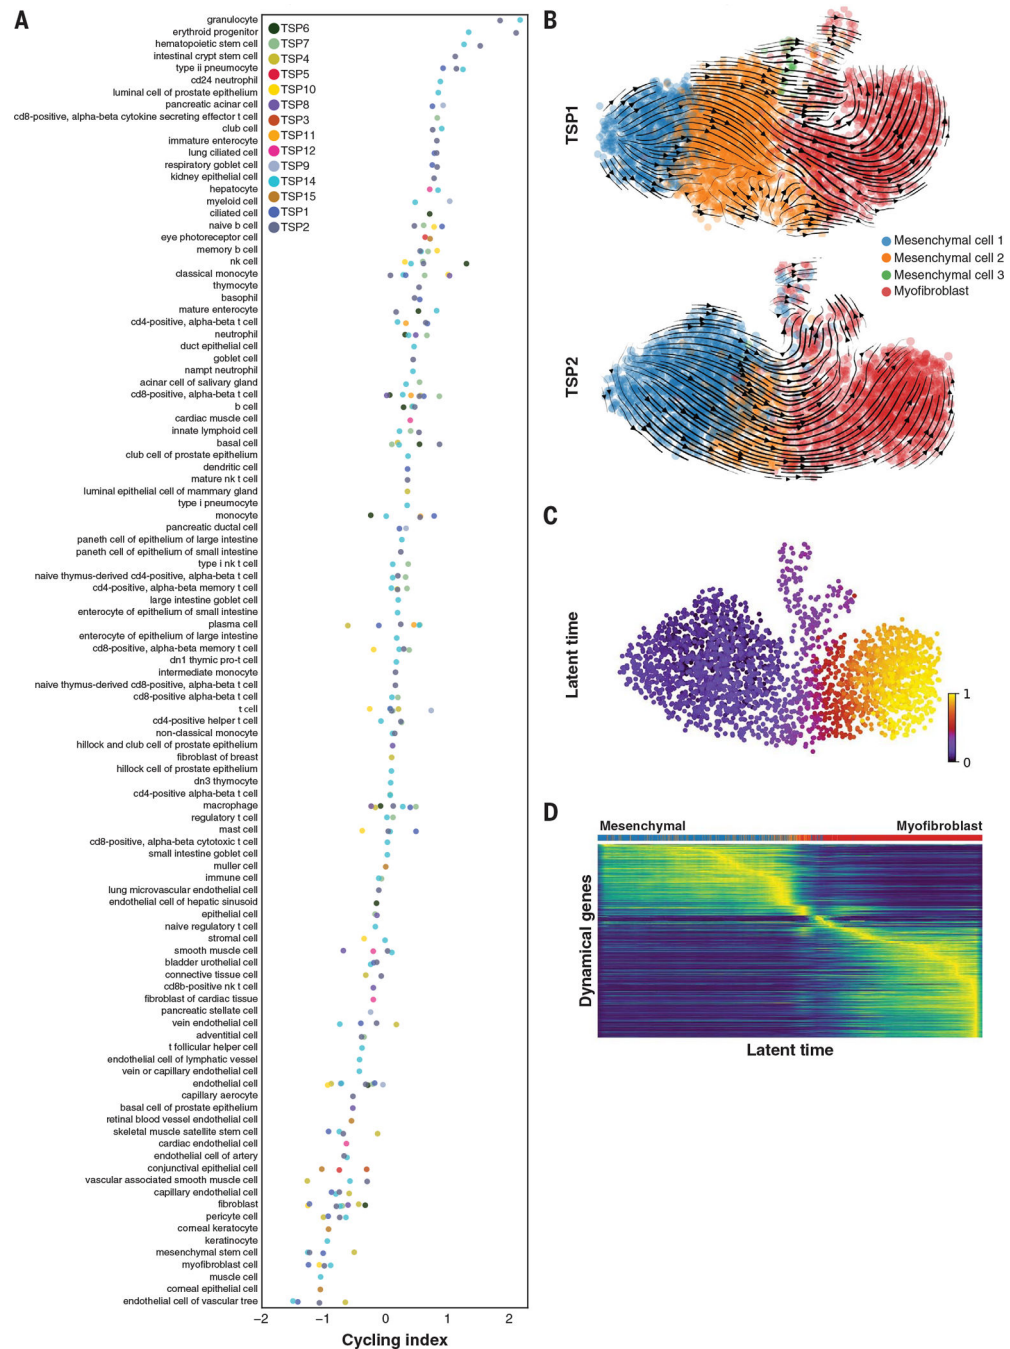 A
granulocyte
erythroid progenitor
hematopoietic stem cell
intestinal crypt stem cell
type ii pneumocyte
cd24 neutrophil
luminal cell of prostate epithelium
pancreatic acinar cell
cd8-positive, alpha-beta cytokine secreting effector t cell
club cell
immature enterocyte
lung ciliated cell
respiratory goblet cell
kidney epithelial cell
hepatocyte
myeloid cell
ciliated cell
naive b cell
eye photoreceptor cell
memory b cell
nk cell
classical monocyte
thymocyte
basophil
mature enterocyte
cd4-positive, alpha-beta t cell
neutrophil
duct epithelial cell
goblet cell
nampt neutrophil
acinar cell of salivary gland
cd8-positive, alpha-beta t cell
b cell
cardiac muscle cell
innate lymphoid cell
basal cell
club cell of prostate epithelium
dendritic cell
mature nk t cell
luminal epithelial cell of mammary gland
type i pneumocyte
monocyte
pancreatic ductal cell
paneth cell of epithelium of large intestine
paneth cell of epithelium of small intestine
type i nk t cell
naive thymus-derived cd4-positive, alpha-beta t cell
cd4-positive, alpha-beta memory t cell
large intestine goblet cell
enterocyte of epithelium of small intestine
plasma cell
enterocyte of epithelium of large intestine
cd8-positive, alpha-beta memory t cell
dn1 thymic pro-t cell
intermediate monocyte
naive thymus-derived cd8-positive, alpha-beta t cell
cd8-positive alpha-beta t cell
t cell
cd4-positive helper t cell
non-classical monocyte
hillock and club cell of prostate epithelium
fibroblast of breast
hillock cell of prostate epithelium
dn3 thymocyte
cd4-positive alpha-beta t cell
macrophage
regulatory t cell
mast cell
cd8-positive, alpha-beta cytotoxic t cell
small intestine goblet cell
muller cell
immune cell
lung microvascular endothelial cell
endothelial cell of hepatic sinusoid
epithelial cell
naive regulatory t cell
stromal cell
smooth muscle cell
bladder urothelial cell
connective tissue cell
cd8b-positive nk t cell
fibroblast of cardiac tissue
pancreatic stellate cell
vein endothelial cell
adventitial cell
t follicular helper cell
endothelial cell of lymphatic vessel
vein or capillary endothelial cell
endothelial cell
capillary aerocyte
basal cell of prostate epithelium
retinal blood vessel endothelial cell
skeletal muscle satellite stem cell
cardiac endothelial cell
endothelial cell of artery
conjunctival epithelial cell
vascular associated smooth muscle cell
capillary endothelial cell
fibroblast
pericyte cell
corneal keratocyte
keratinocyte
mesenchymal stem cell
myofibroblast cell
muscle cell
corneal epithelial cell
endothelial cell of vascular tree
TSP6
TSP7
TSP4
TSP5
TSP10
TSP8
TSP3
TSP11
TSP12
TSP9
TSP14
TSP15
TSP1
TSP2
−2 −1 0 1 2
Cycling index
B
TSP1
Mesenchymal cell 1
Mesenchymal cell 2
Mesenchymal cell 3
Myofibroblast
TSP2
C
Latent time
1
0
D
Mesenchymal Myofibroblast
Dynamical genes
Latent time